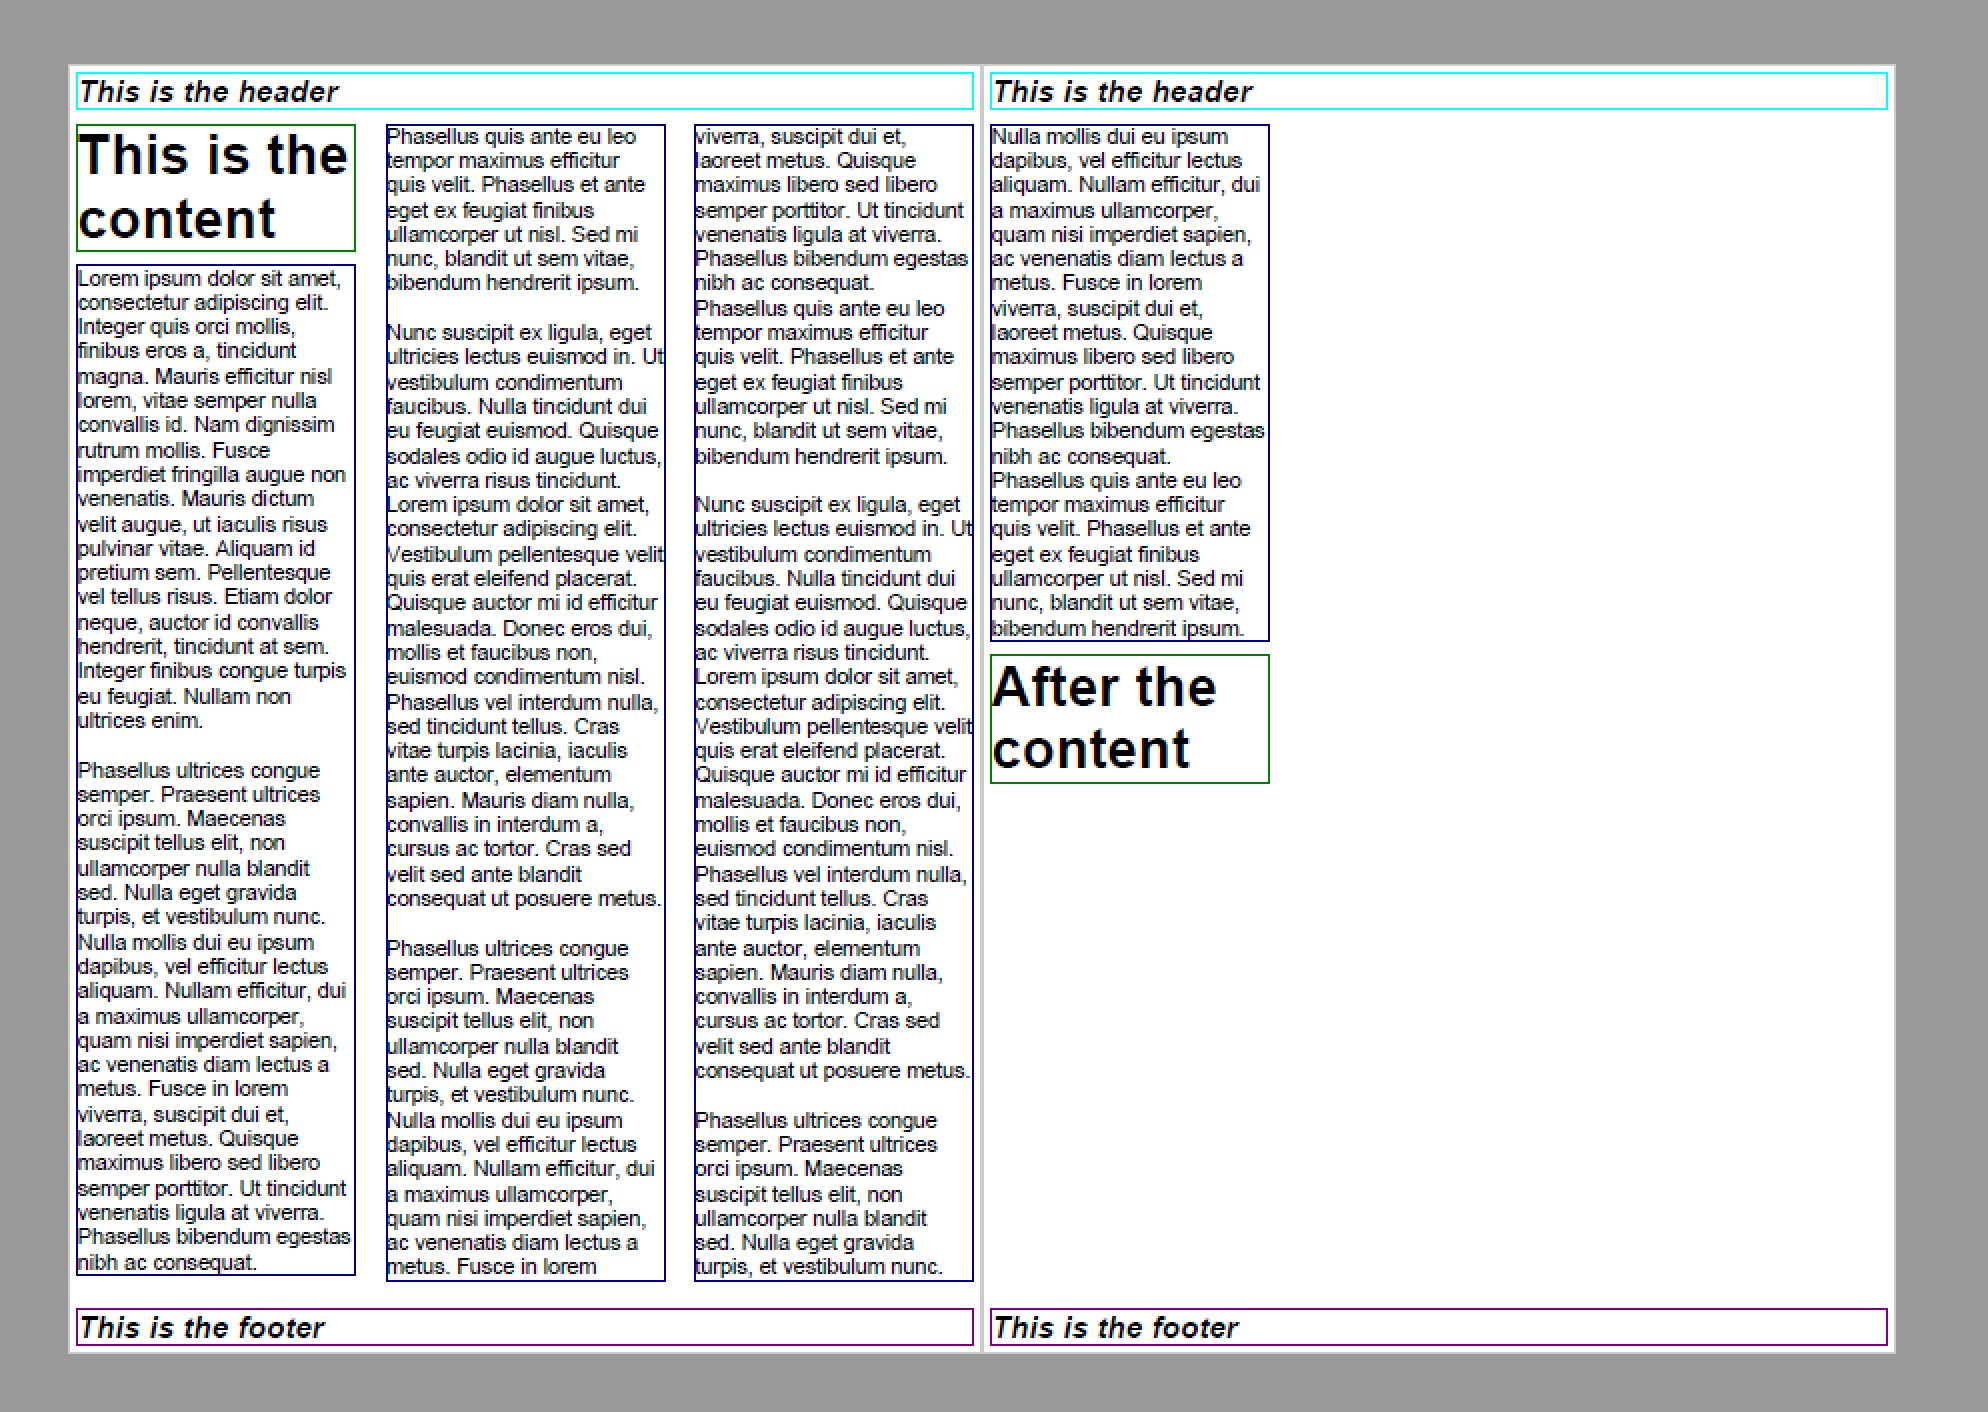 This is the header
This is the
content
Lorem ipsum dolor sit amet,
consectetur adipiscing elit.
Integer quis orci mollis,
finibus eros a, tincidunt
magna. Mauris efficitur nisl
lorem, vitae semper nulla
convallis id. Nam dignissim
rutrum mollis. Fusce
imperdiet fringilla augue non
venenatis. Mauris dictum
velit augue, ut iaculis risus
pulvinar vitae. Aliquam id
pretium sem. Pellentesque
vel tellus risus. Etiam dolor
neque, auctor id convallis
hendrerit, tincidunt at sem.
Integer finibus congue turpis
eu feugiat. Nullam non
ultrices enim.
Phasellus ultrices congue
semper. Praesent ultrices
orci ipsum. Maecenas
suscipit tellus elit, non
ullamcorper nulla blandit
sed. Nulla eget gravida
turpis, et vestibulum nunc.
Nulla mollis dui eu ipsum
dapibus, vel efficitur lectus
aliquam. Nullam efficitur, dui
a maximus ullamcorper,
quam nisi imperdiet sapien,
ac venenatis diam lectus a
metus. Fusce in lorem
viverra, suscipit dui et,
laoreet metus. Quisque
maximus libero sed libero
semper porttitor. Ut tincidunt
venenatis ligula at viverra.
Phasellus bibendum egestas
nibh ac consequat.
Phasellus quis ante eu leo
tempor maximus efficitur
quis velit. Phasellus et ante
eget ex feugiat finibus
ullamcorper ut nisl. Sed mi
nunc, blandit ut sem vitae,
bibendum hendrerit ipsum.
Nunc suscipit ex ligula, eget
ultricies lectus euismod in. Ut
vestibulum condimentum
faucibus. Nulla tincidunt dui
eu feugiat euismod. Quisque
sodales odio id augue luctus,
ac viverra risus tincidunt.
Lorem ipsum dolor sit amet,
consectetur adipiscing elit.
Vestibulum pellentesque velit
quis erat eleifend placerat.
Quisque auctor mi id efficitur
malesuada. Donec eros dui,
mollis et faucibus non,
euismod condimentum nisl.
Phasellus vel interdum nulla,
sed tincidunt tellus. Cras
vitae turpis lacinia, iaculis
ante auctor, elementum
sapien. Mauris diam nulla,
convallis in interdum a,
cursus ac tortor. Cras sed
velit sed ante blandit
consequat ut posuere metus.
Phasellus ultrices congue
semper. Praesent ultrices
orci ipsum. Maecenas
suscipit tellus elit, non
ullamcorper nulla blandit
sed. Nulla eget gravida
turpis, et vestibulum nunc.
Nulla mollis dui eu ipsum
dapibus, vel efficitur lectus
aliquam. Nullam efficitur, dui
a maximus ullamcorper,
quam nisi imperdiet sapien,
ac venenatis diam lectus a
metus. Fusce in lorem
viverra, suscipit dui et,
laoreet metus. Quisque
maximus libero sed libero
semper porttitor. Ut tincidunt
venenatis ligula at viverra.
Phasellus bibendum egestas
nibh ac consequat.
Phasellus quis ante eu leo
tempor maximus efficitur
quis velit. Phasellus et ante
eget ex feugiat finibus
ullamcorper ut nisl. Sed mi
nunc, blandit ut sem vitae,
bibendum hendrerit ipsum.
Nunc suscipit ex ligula, eget
ultricies lectus euismod in. Ut
vestibulum condimentum
faucibus. Nulla tincidunt dui
eu feugiat euismod. Quisque
sodales odio id augue luctus,
ac viverra risus tincidunt.
Lorem ipsum dolor sit amet,
consectetur adipiscing elit.
Vestibulum pellentesque velit
quis erat eleifend placerat.
Quisque auctor mi id efficitur
malesuada. Donec eros dui,
mollis et faucibus non,
euismod condimentum nisl.
Phasellus vel interdum nulla,
sed tincidunt tellus. Cras
vitae turpis lacinia, iaculis
ante auctor, elementum
sapien. Mauris diam nulla,
convallis in interdum a,
cursus ac tortor. Cras sed
velit sed ante blandit
consequat ut posuere metus.
Phasellus ultrices congue
semper. Praesent ultrices
orci ipsum. Maecenas
suscipit tellus elit, non
ullamcorper nulla blandit
sed. Nulla eget gravida
turpis, et vestibulum nunc.
This is the footer
This is the header
Nulla mollis dui eu ipsum
dapibus, vel efficitur lectus
aliquam. Nullam efficitur, dui
a maximus ullamcorper,
quam nisi imperdiet sapien,
ac venenatis diam lectus a
metus. Fusce in lorem
viverra, suscipit dui et,
laoreet metus. Quisque
maximus libero sed libero
semper porttitor. Ut tincidunt
venenatis ligula at viverra.
Phasellus bibendum egestas
nibh ac consequat.
Phasellus quis ante eu leo
tempor maximus efficitur
quis velit. Phasellus et ante
eget ex feugiat finibus
ullamcorper ut nisl. Sed mi
nunc, blandit ut sem vitae,
bibendum hendrerit ipsum.
After the
content
This is the footer